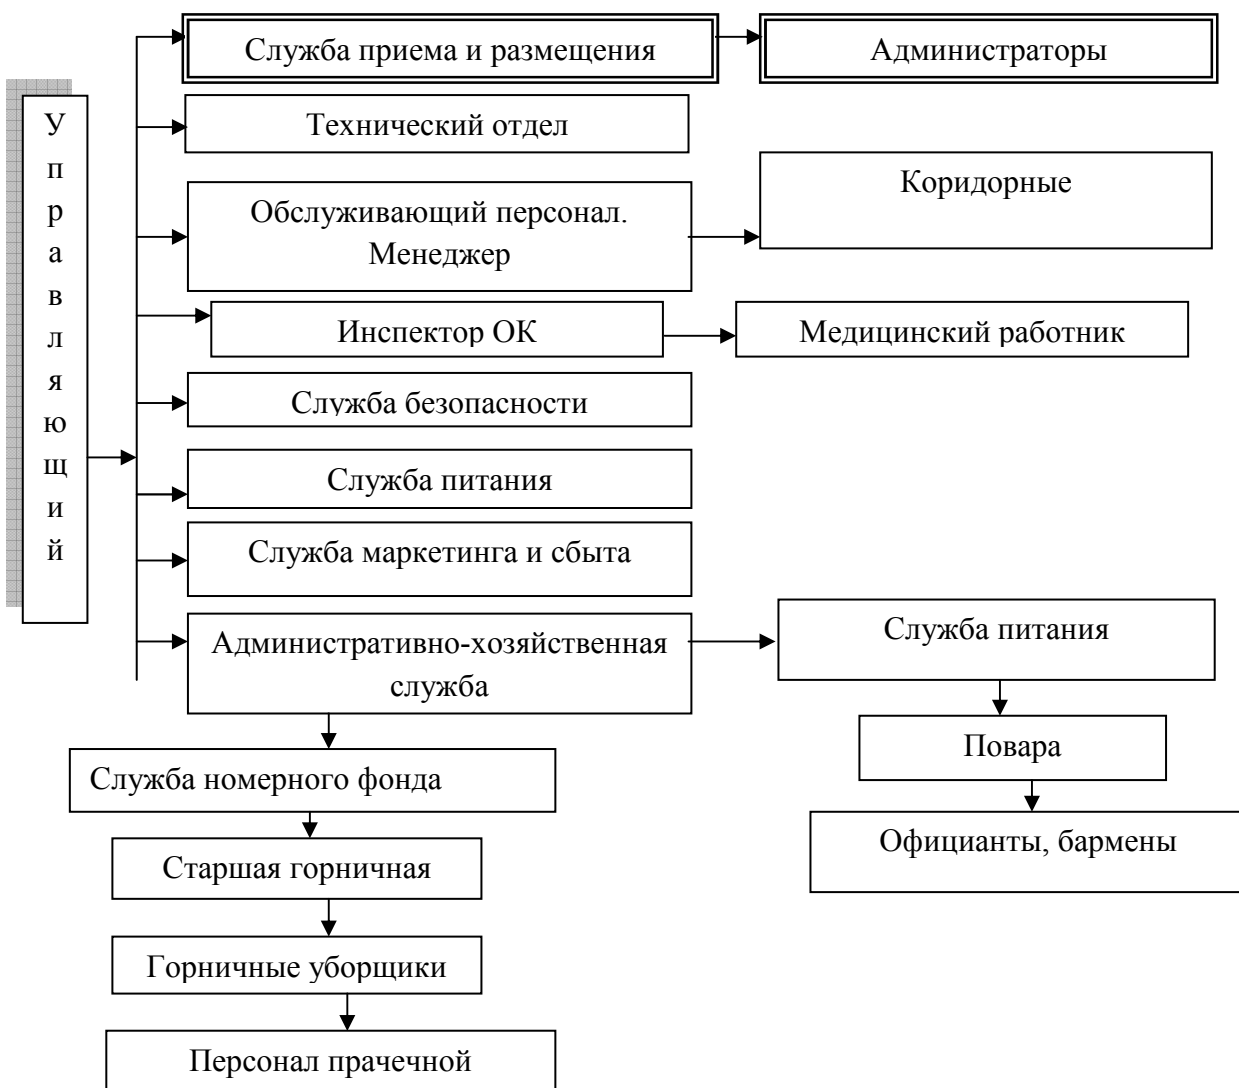 Служба приема и размещения
Администраторы
Управляющий
Технический отдел
Коридорные
Обслуживающий персонал.
Менеджер
Инспектор ОК
Медицинский работник
Служба безопасности
Служба питания
Служба маркетинга и сбыта
Административно-хозяйственная
служба
Служба питания
Повара
Официанты, бармены
Служба номерного фонда
Старшая горничная
Горничные уборщики
Персонал прачечной